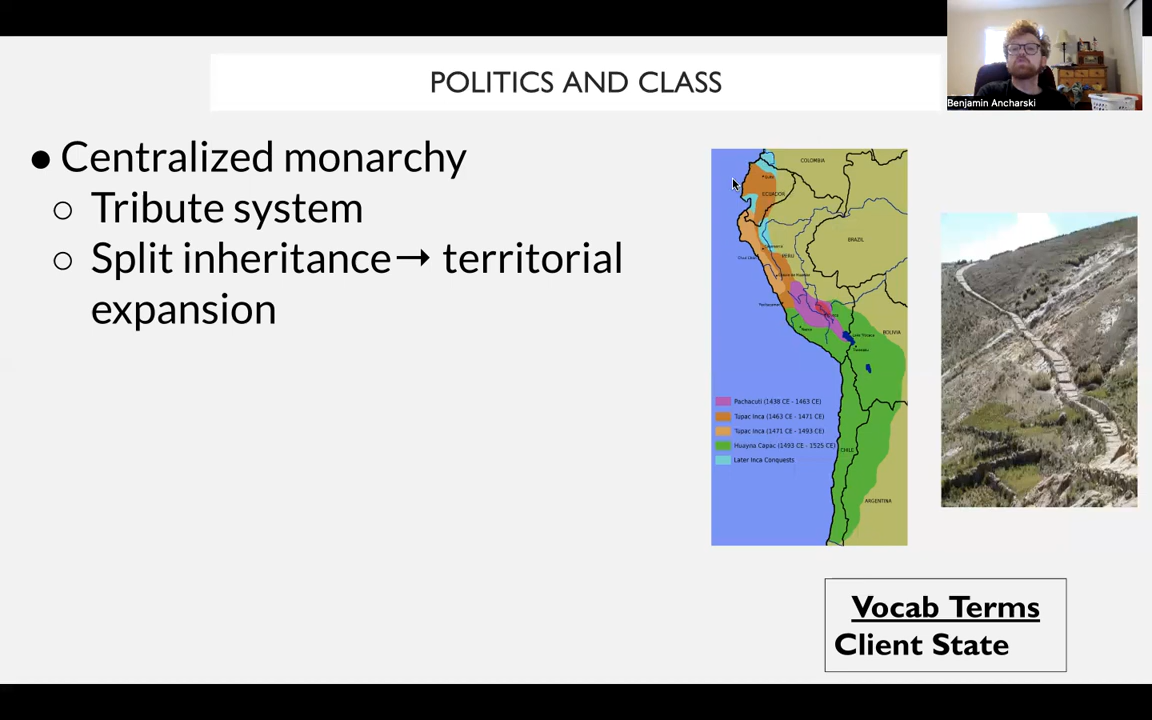 POLITICS AND CLASS
Benjamin Ancharski
● Centralized monarchy
○ Tribute system
○ Split inheritance→ territorial
expansion
COLOMBIA
ECUADOR
BRAZIL
PERU
BOLIVIA
Pachacuti (1438 CE - 1463 CE)
Tupac Inca (1463 CE - 1471 CE)
Tupac Inca (1471 CE - 1493 CE)
Huayna Capac (1493 CE - 1525 CE)
CHILE
Later Inca Conquests
ARGENTINA
Vocab Terms
Client State